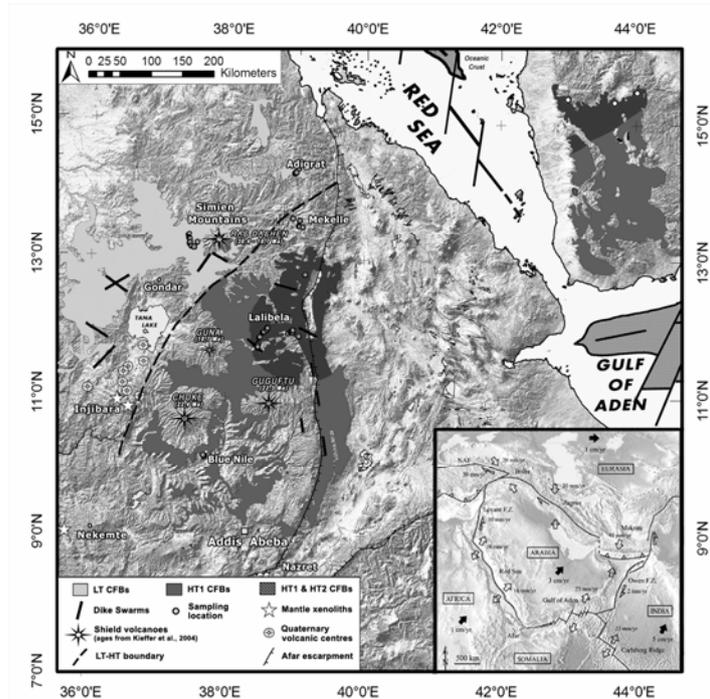 36°0'E 38°0'E 40°0'E 42°0'E 44°0'E
N
0 25 50 100 150 200
Kilometers
Oceanic
Crust
RED
SEA
15°0'N
15°0'N
Adigrat
Simien
Mountains
Mekelle
13°0'N
13°0'N
Gondar
TANA
LAKE
Lalibela
GUNA
GUGUFTU
CHOKE
11°0'N
11°0'N
GULF
OF
ADEN
Injibara
Blue Nile
9°0'N
9°0'N
Nekemte
Addis Abeba
Nazret
1 cm/yr
EURASIA
NAF
Bitlis
Zagros
Levant F.Z.
Makran
ARABIA
3 cm/yr
Red Sea
Gulf of Aden
Owen F.Z.
AFRICA
INDIA
5 cm/yr
Afar
SOMALIA
Carlsberg Ridge
N
500 km
LT CFBs HT1 CFBs HT1 & HT2 CFBs
Dike Swarms Sampling location Mantle xenoliths
Shield volcanoes
(ages from Kieffer et al., 2004)
Quaternary
volcanic centres
LT-HT boundary Afar escarpment
7°0'N
7°0'N
36°0'E 38°0'E 40°0'E 42°0'E 44°0'E